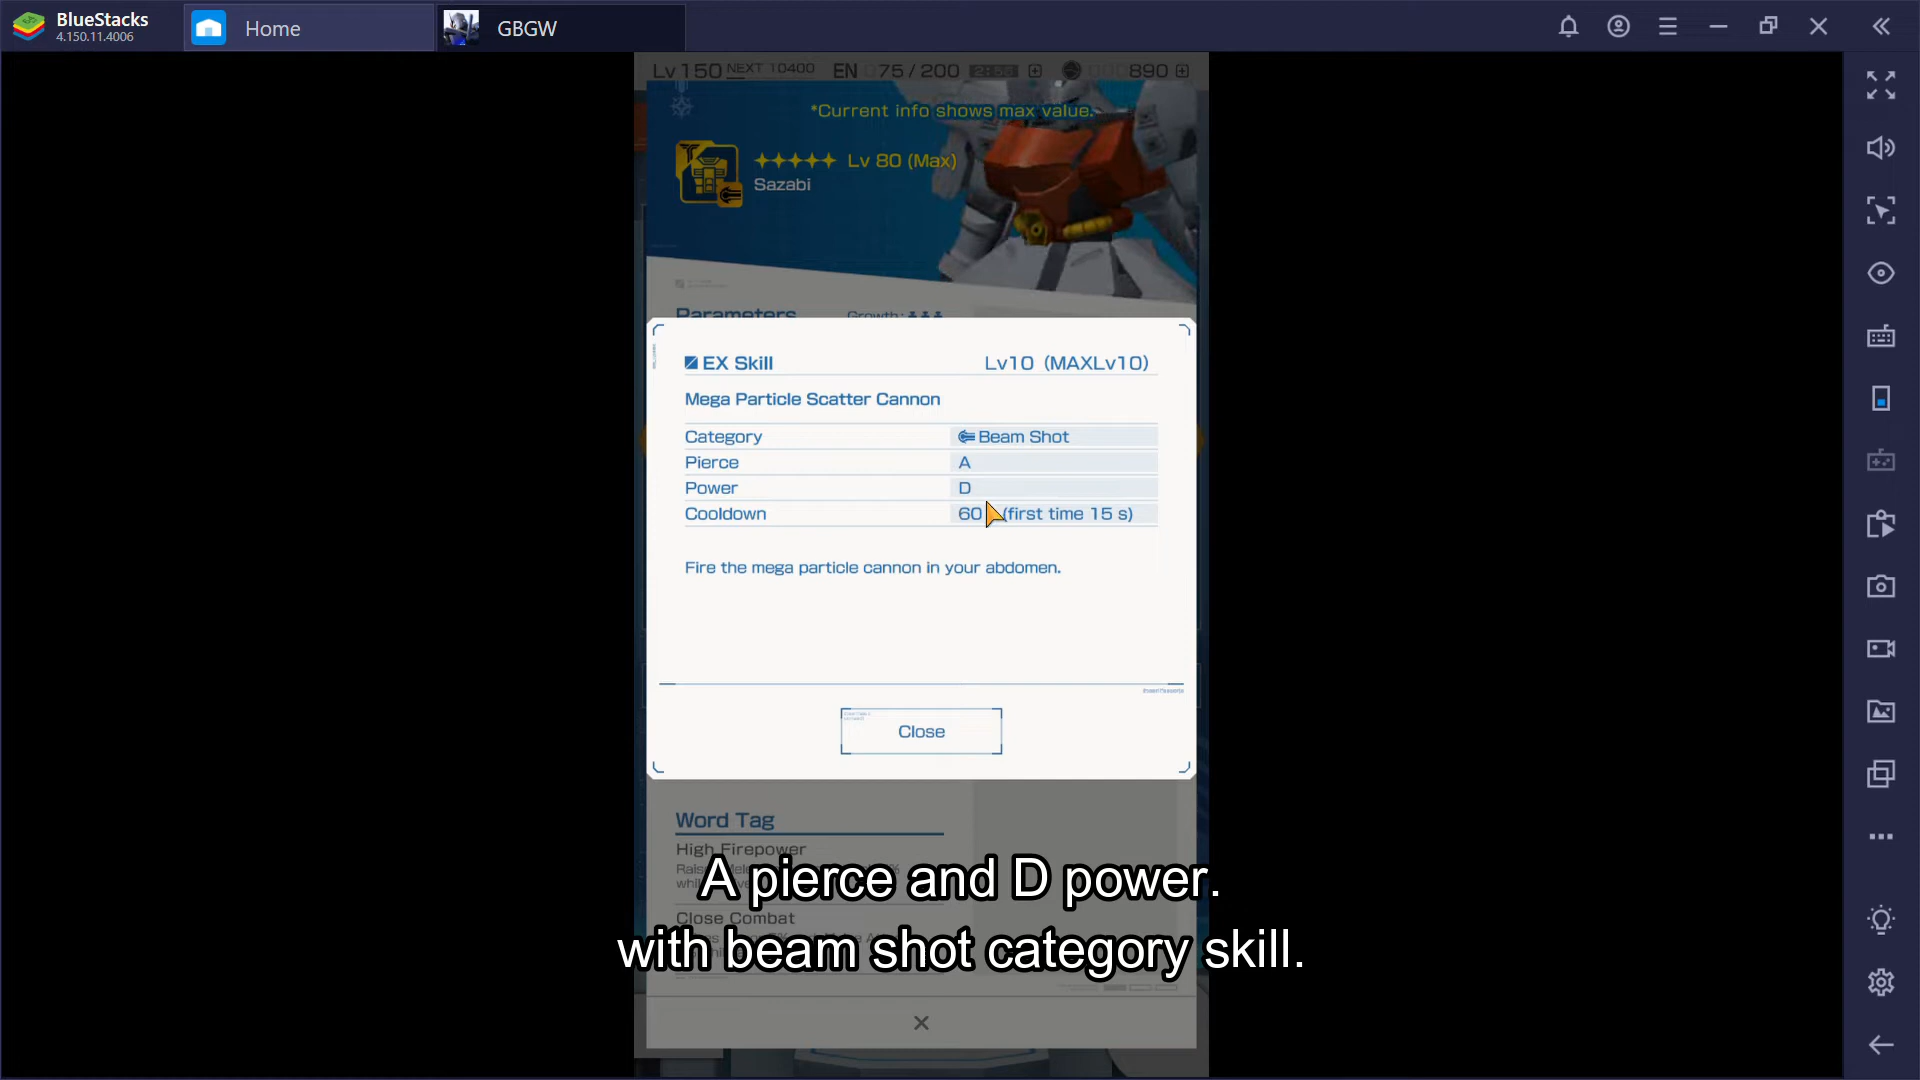 BlueStacks
4.150.11.4006
Home
GBGW
Lv 150 NEXT 10400 EN 75 / 200 890
*Current info shows max value.
Lv 80 (Max)
Sazabi
Parameters Growth:
EX Skill Lv10 (MAXLv10)
Mega Particle Scatter Cannon
Category Beam Shot
Pierce A
Power D
Cooldown 60 (first time 15 s)
Fire the mega particle cannon in your abdomen.
Close
Word Tag
High Firepower
Close Combat
A pierce and D power.
with beam shot category skill.